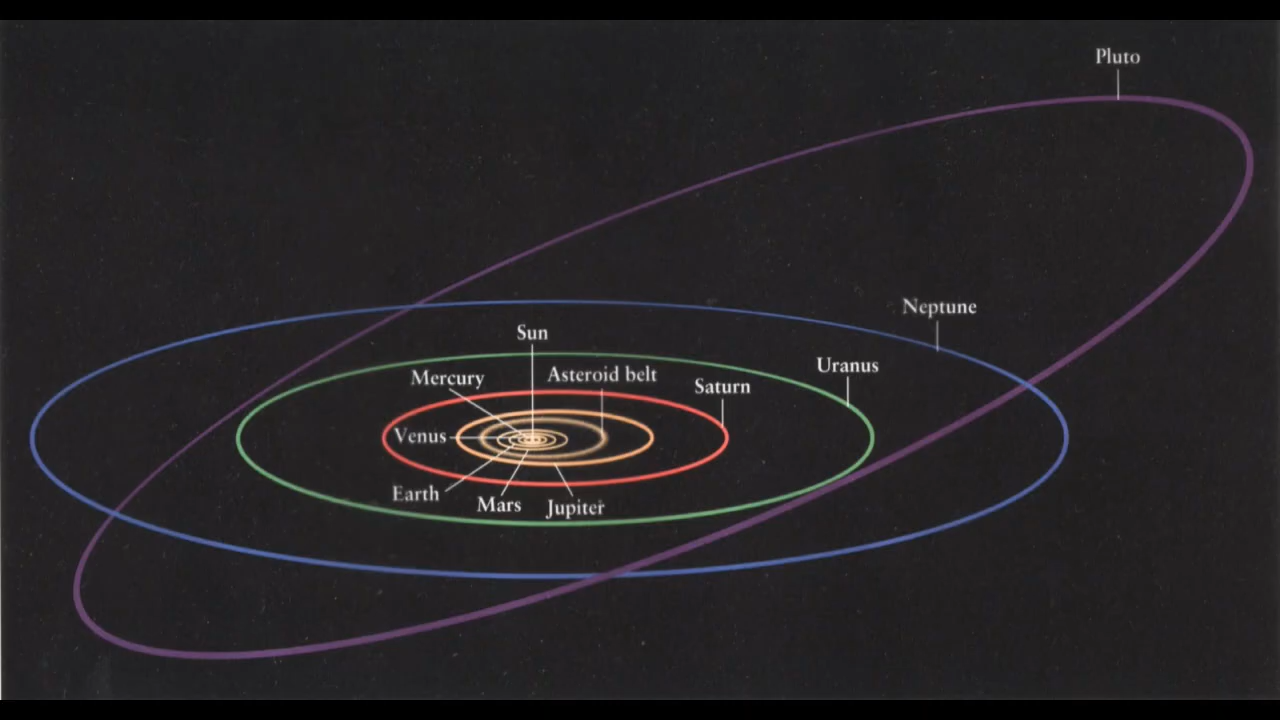 Pluto
Neptune
Sun
Uranus
Mercury
Asteroid belt
Saturn
Venus
Earth
Mars
Jupiter